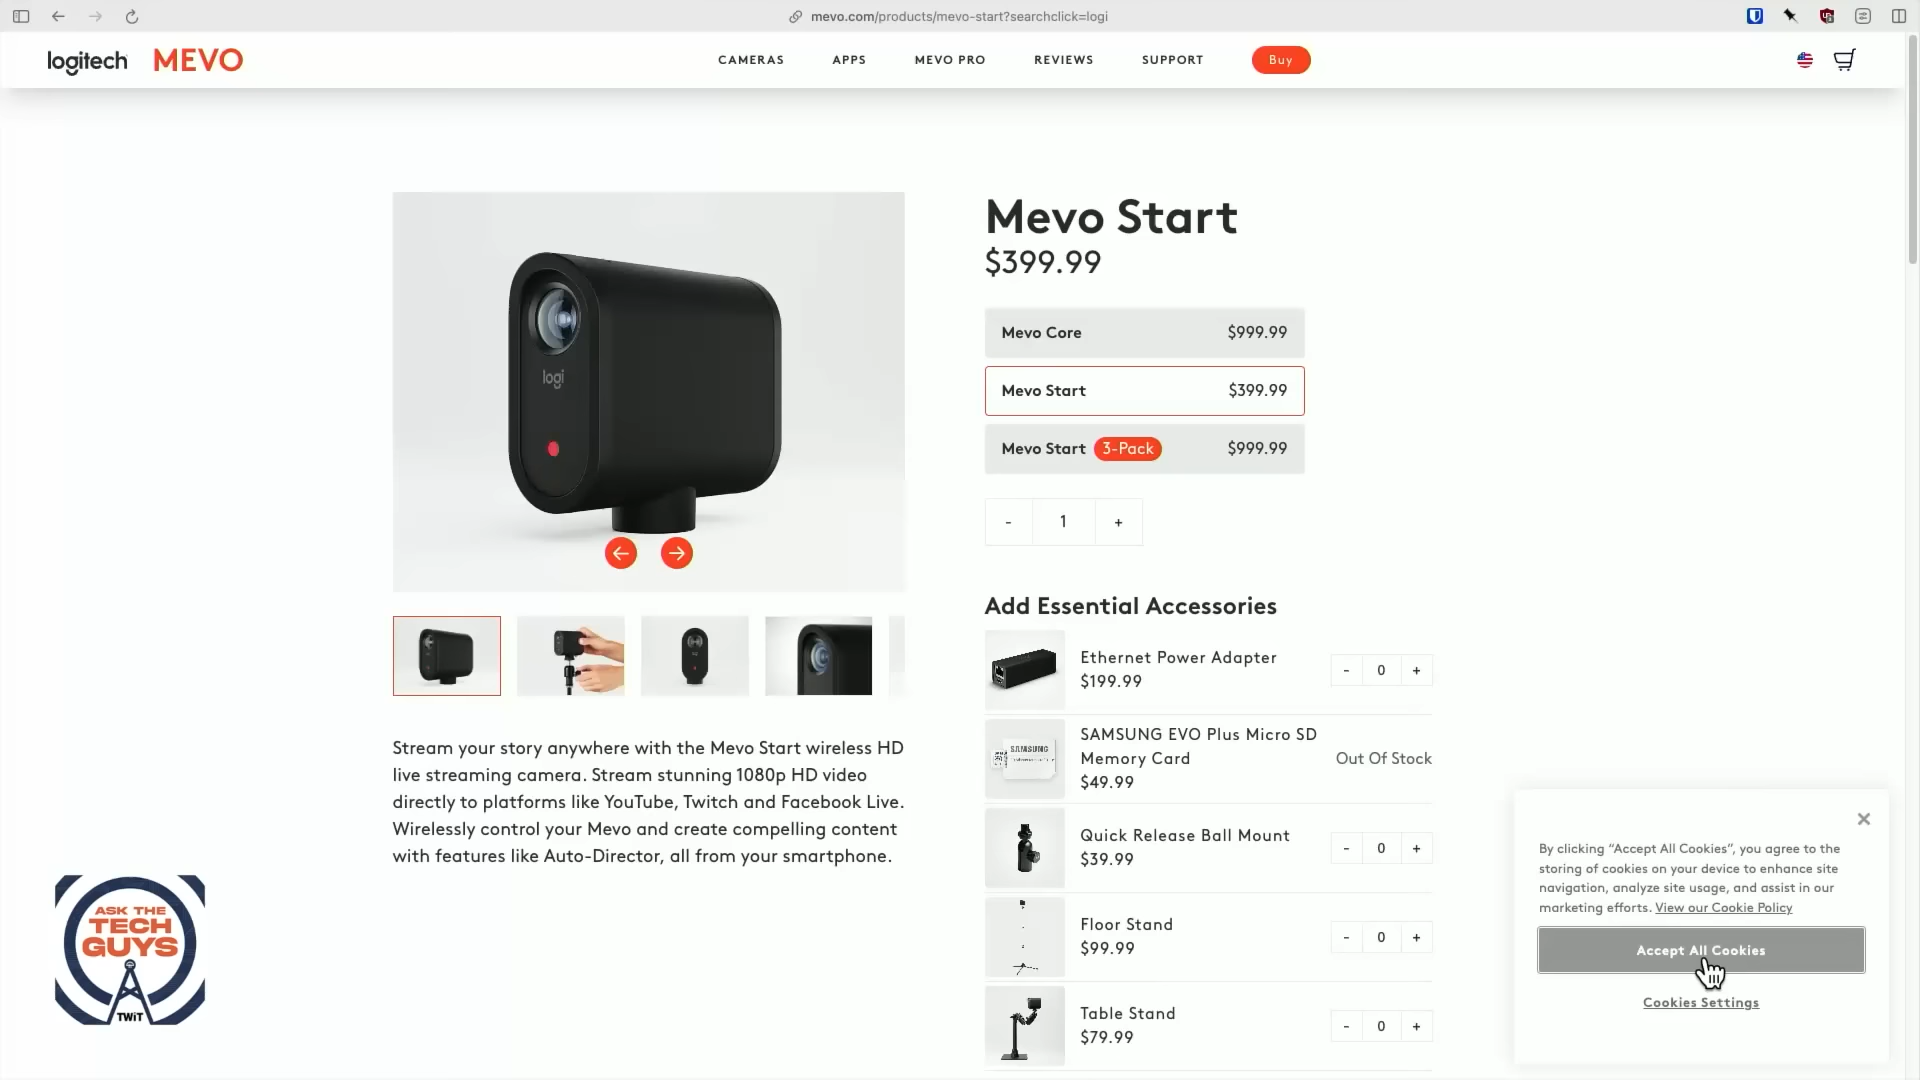 mevo.com/products/mevo-start?searchclick=logi
logitech MEVO
CAMERAS APPS MEVO PRO REVIEWS SUPPORT Buy
logi
Mevo Start
$399.99
Mevo Core $999.99
Mevo Start $399.99
Mevo Start 3-Pack $999.99
- 1 +
Add Essential Accessories
Ethernet Power Adapter
$199.99
- 0 +
SAMSUNG
SAMSUNG EVO Plus Micro SD
Memory Card
$49.99
Out Of Stock
Quick Release Ball Mount
$39.99
- 0 +
Floor Stand
$99.99
- 0 +
Table Stand
$79.99
- 0 +
Stream your story anywhere with the Mevo Start wireless HD
live streaming camera. Stream stunning 1080p HD video
directly to platforms like YouTube, Twitch and Facebook Live.
Wirelessly control your Mevo and create compelling content
with features like Auto-Director, all from your smartphone.
ASK THE
TECH
GUYS
TWiT
By clicking “Accept All Cookies”, you agree to the
storing of cookies on your device to enhance site
navigation, analyze site usage, and assist in our
marketing efforts. View our Cookie Policy
Accept All Cookies
Cookies Settings